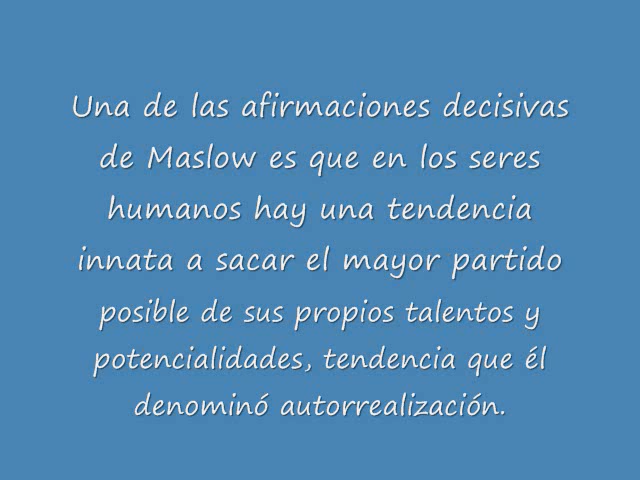 Una de las afirmaciones decisivas
de Maslow es que en los seres
humanos hay una tendencia
innata a sacar el mayor partido
posible de sus propios talentos y
potencialidades, tendencia que él
denominó autorrealización.